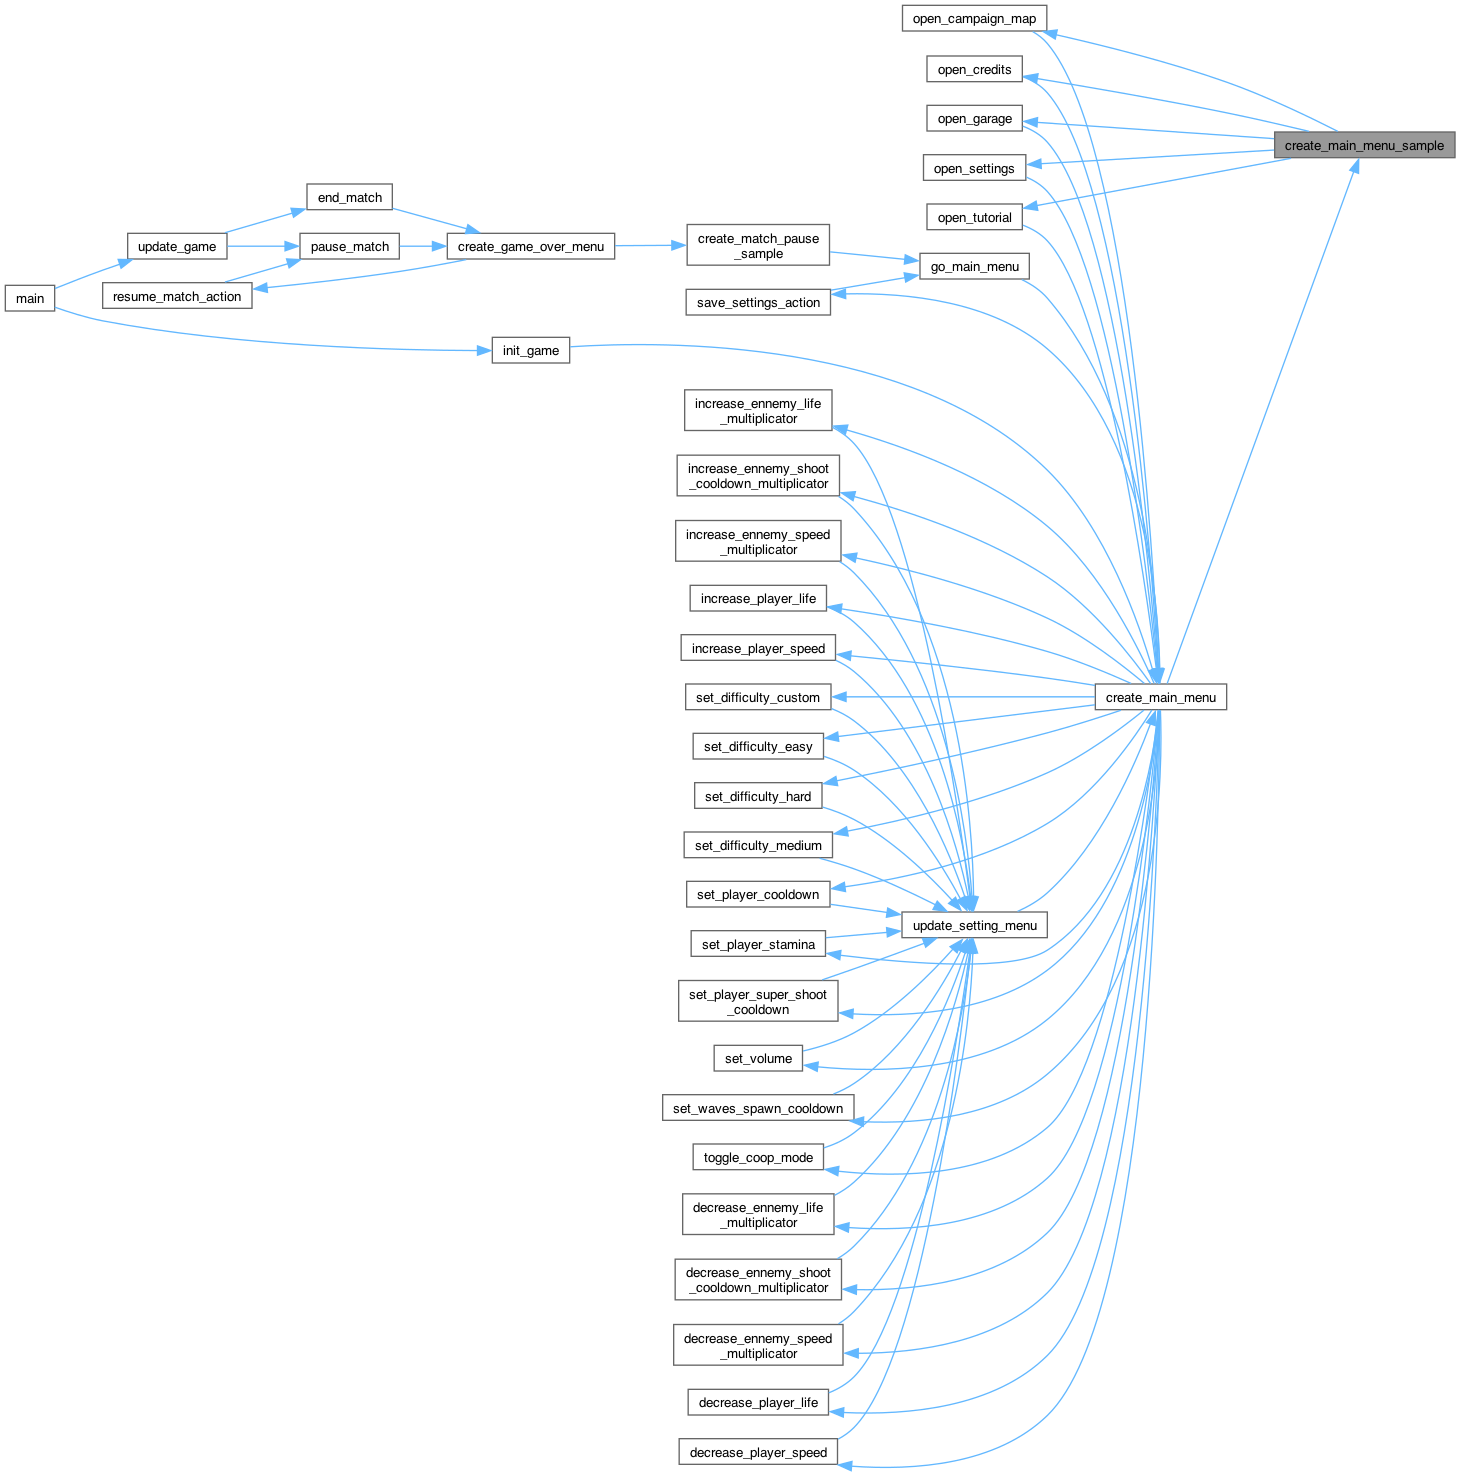 open_campaign_map
open_credits
open_garage
create_main_menu_sample
open_settings
end_match
open_tutorial
update_game
pause_match
create_game_over_menu
create_match_pause
_sample
go_main_menu
main
resume_match_action
save_settings_action
init_game
increase_ennemy_life
_multiplicator
increase_ennemy_shoot
_cooldown_multiplicator
increase_ennemy_speed
_multiplicator
increase_player_life
increase_player_speed
set_difficulty_custom
create_main_menu
set_difficulty_easy
set_difficulty_hard
set_difficulty_medium
set_player_cooldown
update_setting_menu
set_player_stamina
set_player_super_shoot
_cooldown
set_volume
set_waves_spawn_cooldown
toggle_coop_mode
decrease_ennemy_life
_multiplicator
decrease_ennemy_shoot
_cooldown_multiplicator
decrease_ennemy_speed
_multiplicator
decrease_player_life
decrease_player_speed